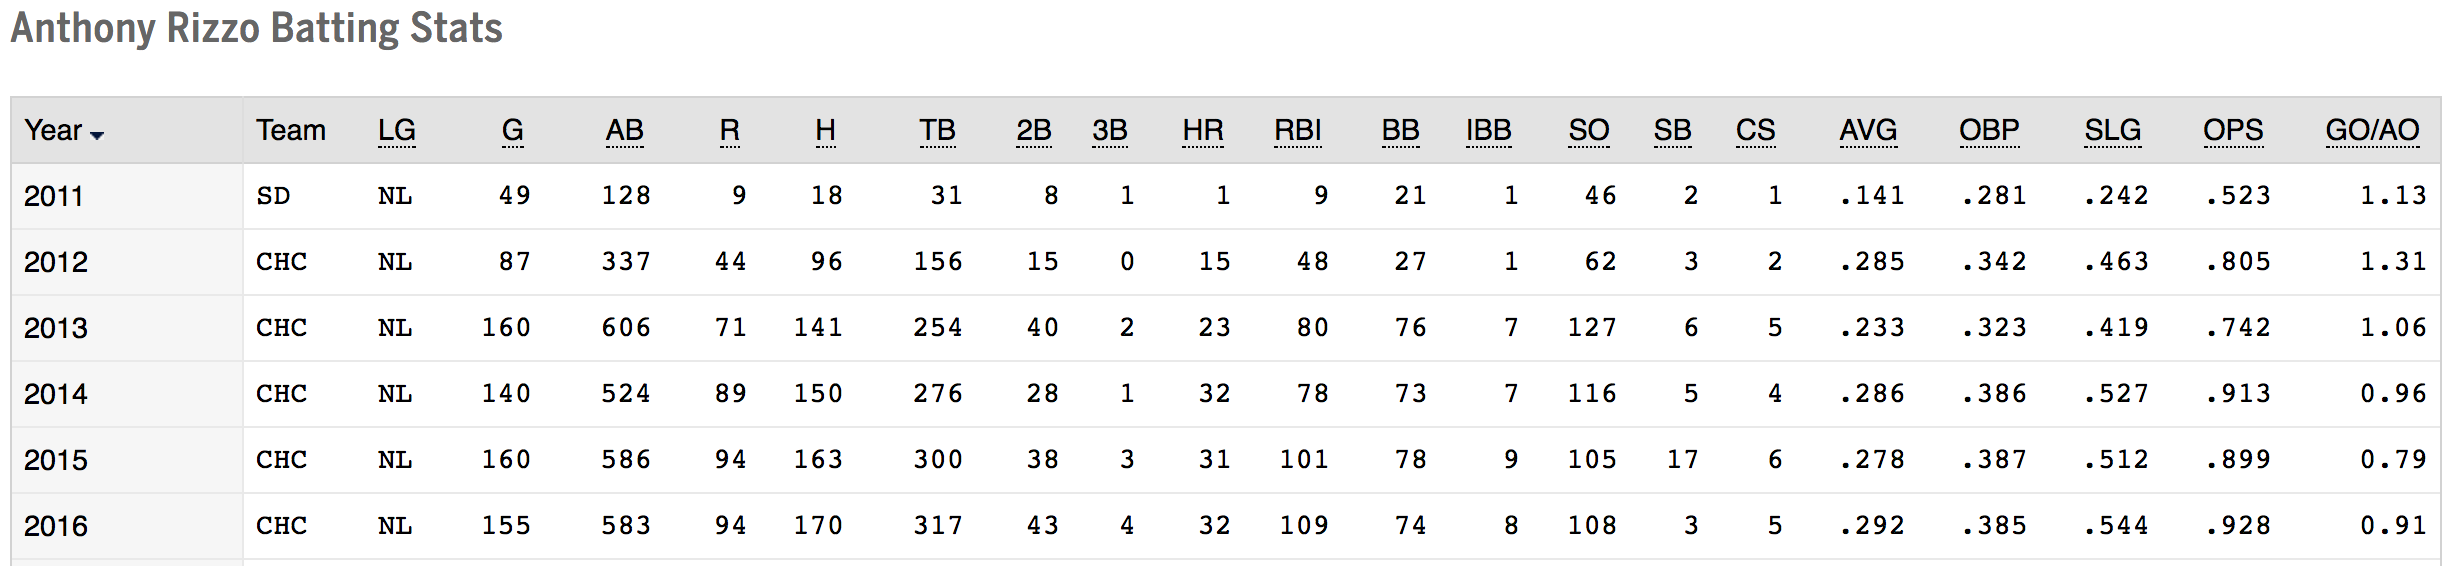 Anthony Rizzo Batting Stats
Year Team LG G AB R H TB 2B 3B HR RBI BB IBB SO SB CS AVG OBP SLG OPS GO/AO
2011 SD NL 49 128 9 18 31 8 1 1 9 21 1 46 2 1 .141 .281 .242 .523 1.13
2012 CHC NL 87 337 44 96 156 15 0 15 48 27 1 62 3 2 .285 .342 .463 .805 1.31
2013 CHC NL 160 606 71 141 254 40 2 23 80 76 7 127 6 5 .233 .323 .419 .742 1.06
2014 CHC NL 140 524 89 150 276 28 1 32 78 73 7 116 5 4 .286 .386 .527 .913 0.96
2015 CHC NL 160 586 94 163 300 38 3 31 101 78 9 105 17 6 .278 .387 .512 .899 0.79
2016 CHC NL 155 583 94 170 317 43 4 32 109 74 8 108 3 5 .292 .385 .544 .928 0.91